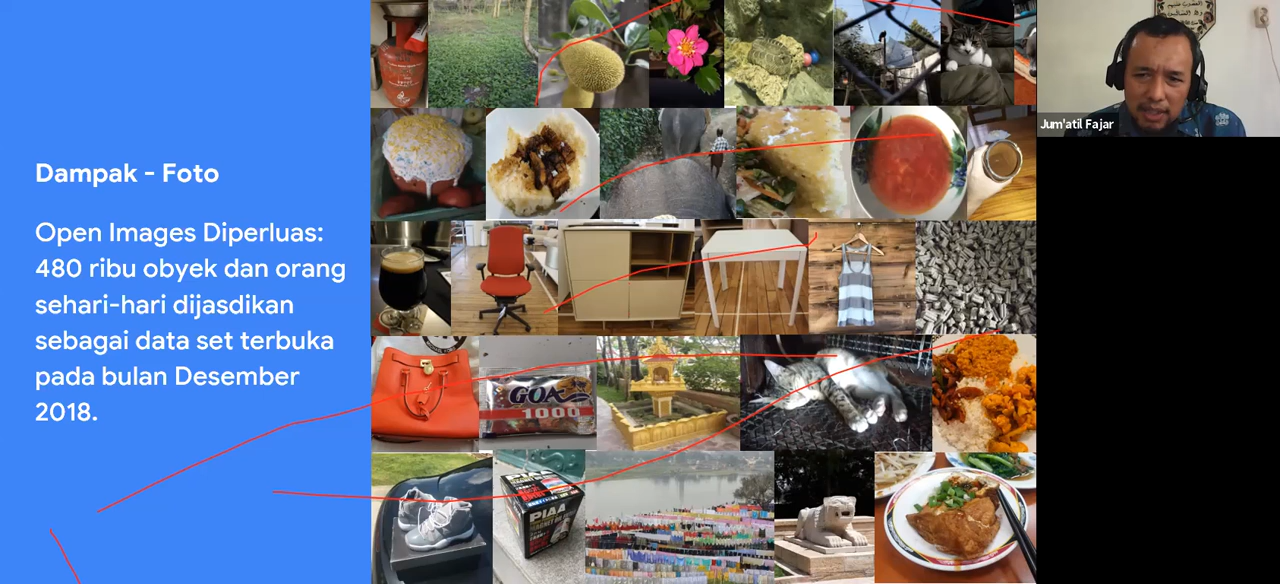 Dampak - Foto
Open Images Diperluas:
480 ribu obyek dan orang
sehari-hari dijasdikan
sebagai data set terbuka
pada bulan Desember
2018.
Jum'atil Fajar
GOA
1000
PIAA